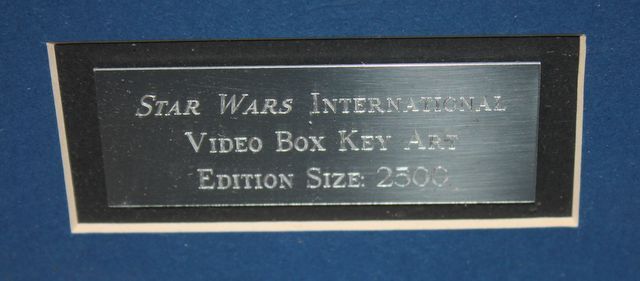 Star Wars International
Video Box Key Art
Edition Size: 2500